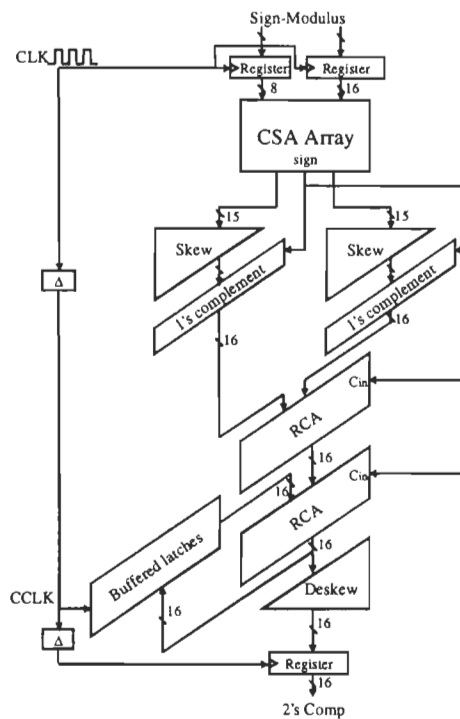 Sign-Modulus
CLK
Register
Register
8
16
CSA Array
sign
15
15
Skew
Skew
Δ
1's complement
1's complement
16
16
Cin
RCA
16
16
Cin
RCA
Buffered latches
16
Deskew
CCLK
16
16
Δ
Register
16
2's Comp